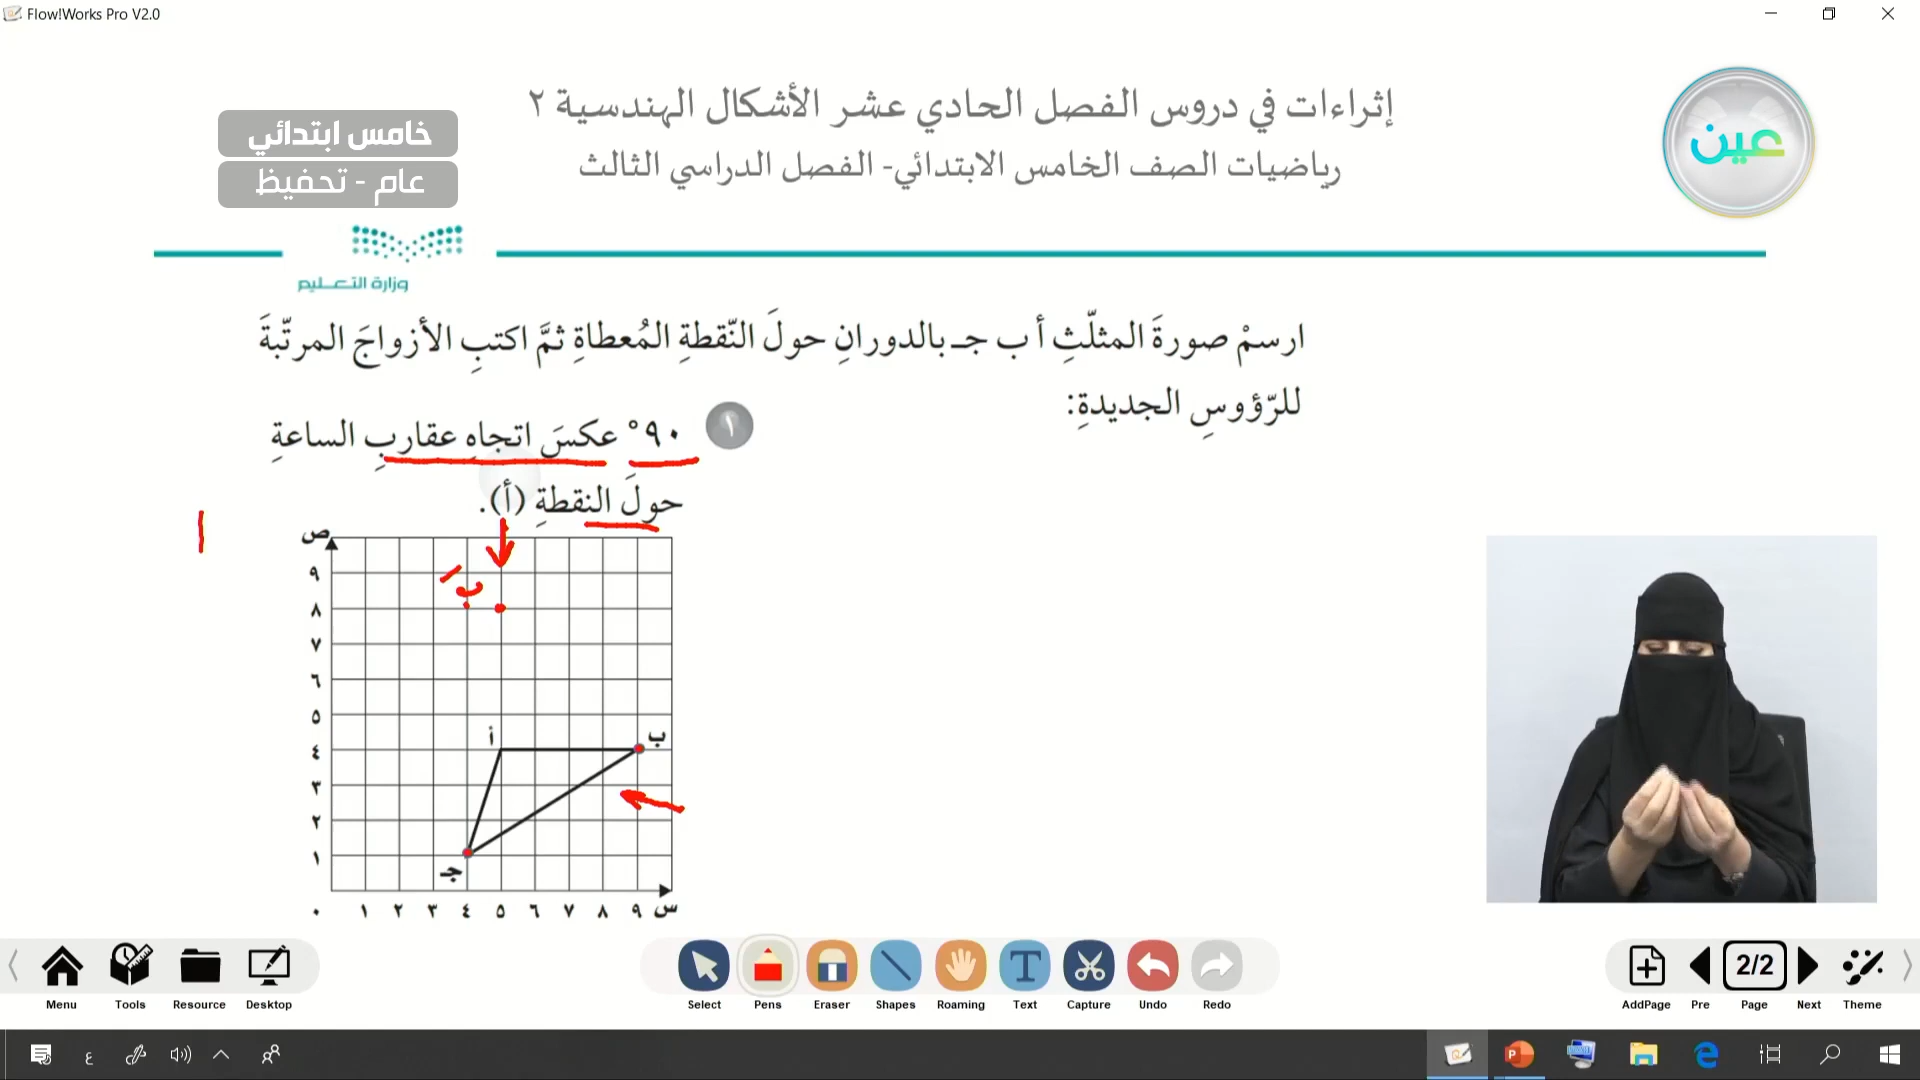 Flow!Works Pro V2.0
إثراءات في دروس الفصل الحادي عشر الأشكال الهندسية ٢
رياضيات الصف الخامس الابتدائي- الفصل الدراسي الثالث
خامس ابتدائي
عام - تحفيظ
عين
وزارة التعليم
ارسمْ صورةَ المثلّثِ أ ب جـ بالدورانِ حولَ النّقطةِ المُعطاةِ ثمَّ اكتبِ الأزواجَ المرتّبةَ
للرّؤوسِ الجديدةِ:
١
٩٠° عكسَ اتجاهِ عقاربِ الساعةِ
حولَ النقطةِ (أ).
ص
٩
٨
٧
٦
٥
٤
٣
٢
١
بَ
أ
ب
جـ
٠ ١ ٢ ٣ ٤ ٥ ٦ ٧ ٨ ٩ س
Menu Tools Resource Desktop
Select Pens Eraser Shapes Roaming Text Capture Undo Redo
2/2
AddPage Pre Page Next Theme
ع